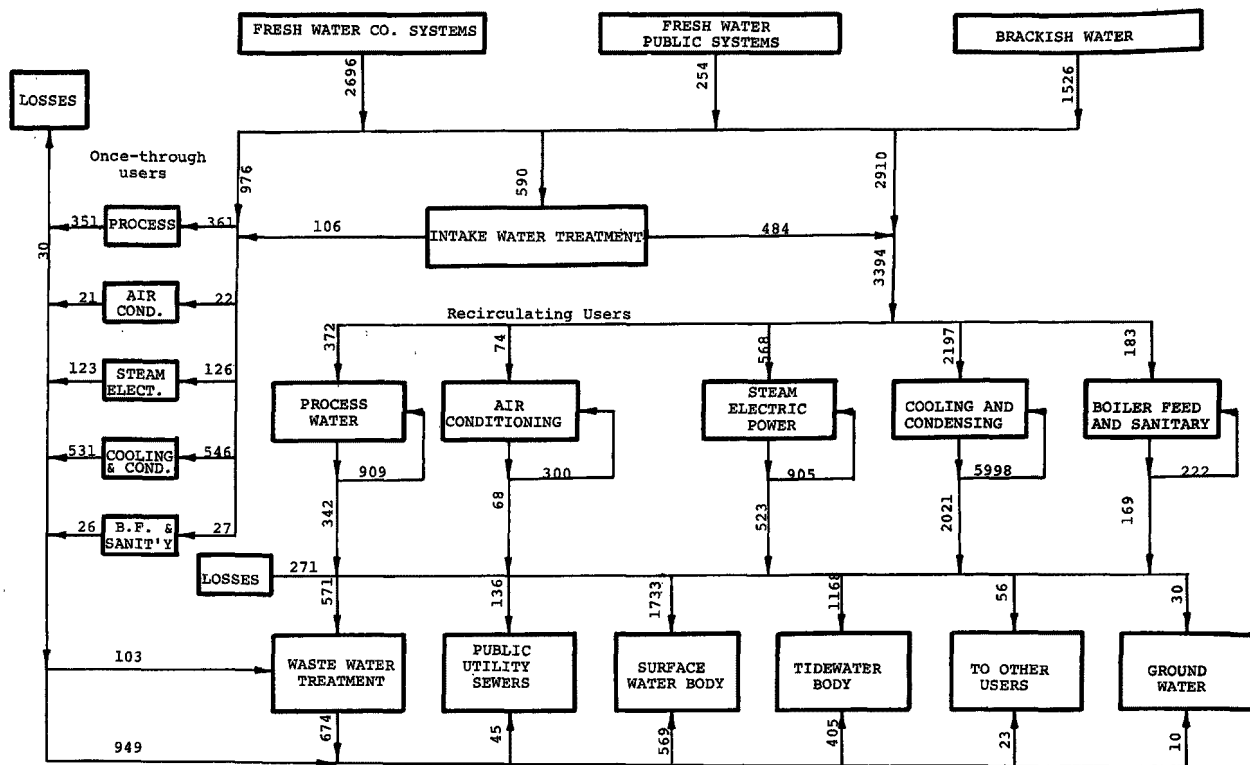 FRESH WATER CO. SYSTEMS
FRESH WATER
PUBLIC SYSTEMS
BRACKISH WATER
2696
254
1526
LOSSES
Once-through
users
976
590
2910
351
PROCESS
361
106
INTAKE WATER TREATMENT
484
30
3394
21
AIR
COND.
22
Recirculating Users
372
74
568
2197
183
123
STEAM
ELECT.
126
PROCESS
WATER
AIR
CONDITIONING
STEAM
ELECTRIC
POWER
COOLING AND
CONDENSING
BOILER FEED
AND SANITARY
531
COOLING
& COND.
546
909
300
905
5998
222
342
68
523
2021
169
26
B.F. &
SANIT'Y
27
LOSSES
271
571
136
1733
1168
56
30
103
WASTE WATER
TREATMENT
PUBLIC
UTILITY
SEWERS
SURFACE
WATER BODY
TIDEWATER
BODY
TO OTHER
USERS
GROUND
WATER
674
45
569
405
23
10
949